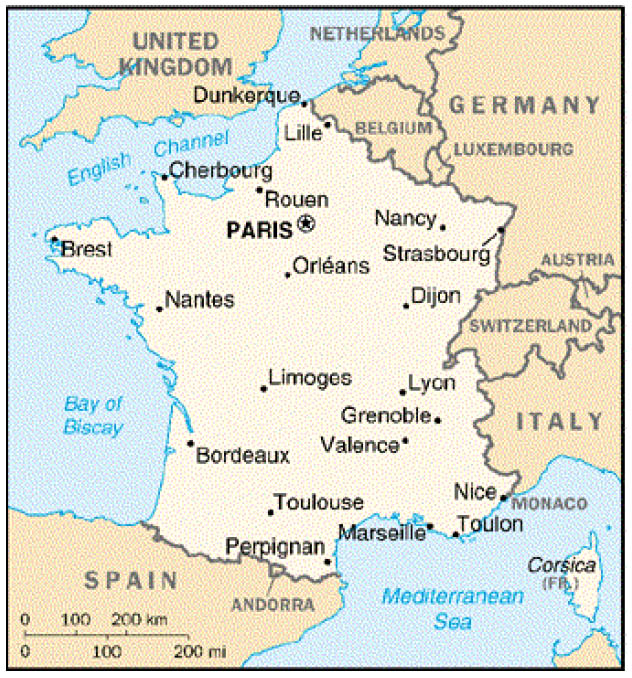 NETHERLANDS
UNITED
KINGDOM
Dunkerque
GERMANY
Lille
BELGIUM
English Channel
LUXEMBOURG
Cherbourg
Rouen
PARIS
Nancy
Strasbourg
Brest
AUSTRIA
Orléans
Nantes
Dijon
SWITZERLAND
Limoges
Lyon
Bay of
Biscay
Grenoble
ITALY
Valence
Bordeaux
Nice
MONACO
Toulouse
Marseille
Toulon
Perpignan
Corsica
(FR.)
SPAIN
ANDORRA
Mediterranean
Sea
0 100 200 km
0 100 200 mi